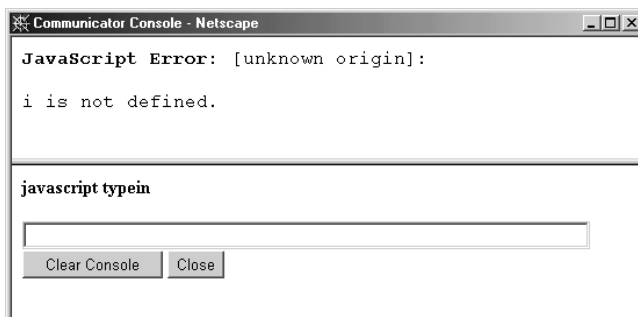 Communicator Console - Netscape
JavaScript Error: [unknown origin]:
i is not defined.
javascript typein
Clear Console Close